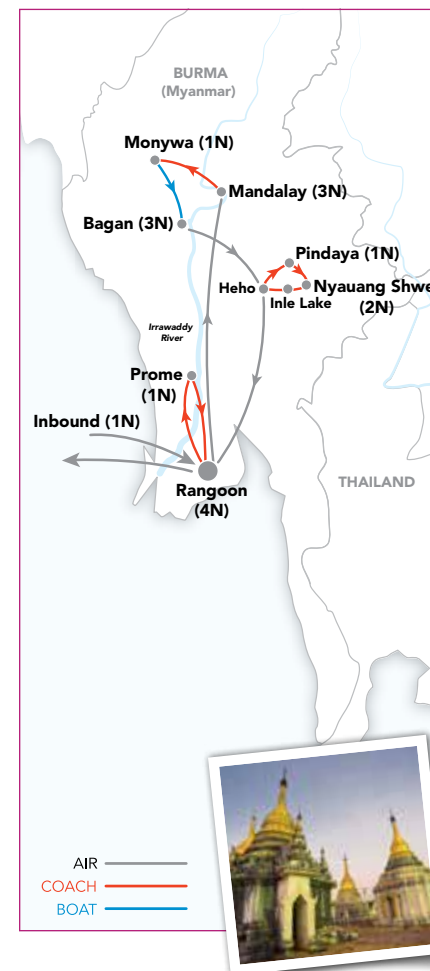 BURMA
(Myanmar)
Monywa (1N)
Mandalay (3N)
Bagan (3N)
Pindaya (1N)
Heho
Nyauang Shwe
Inle Lake
(2N)
Irrawaddy
River
Prome
(1N)
Inbound (1N)
Rangoon
(4N)
THAILAND
AIR
COACH
BOAT